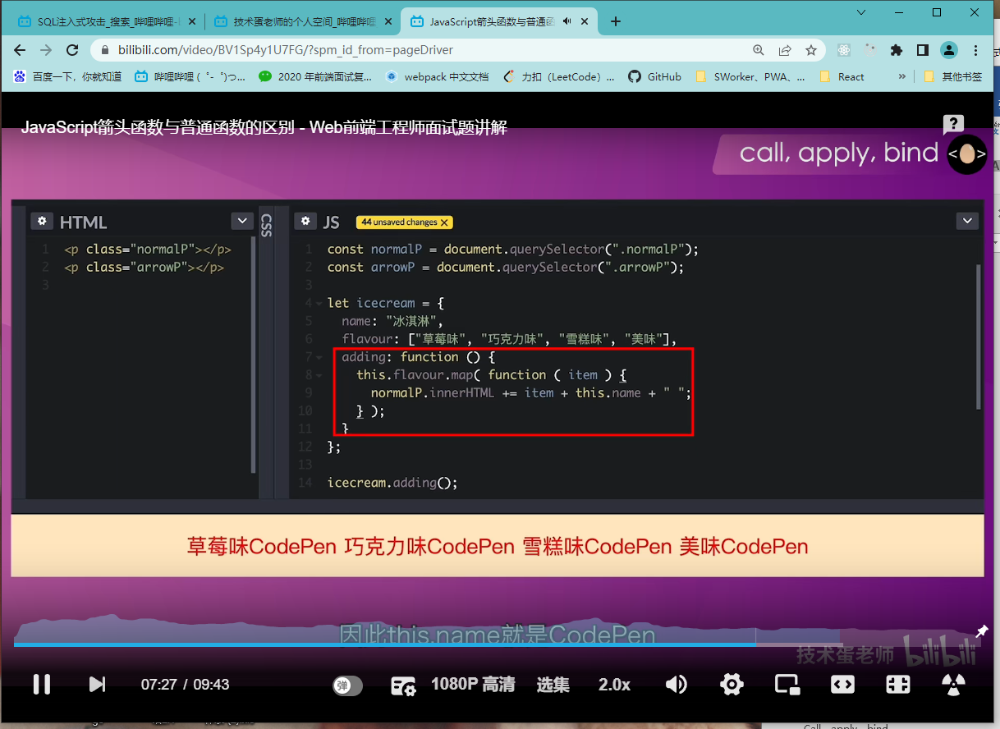 SQL注入式攻击_搜索_哔哩哔哩-b
技术蛋老师的个人空间_哔哩哔哩
JavaScript箭头函数与普通函
bilibili.com/video/BV1Sp4y1U7FG/?spm_id_from=pageDriver
百度一下，你就知道
哔哩哔哩 (゜-゜)つ...
2020 年前端面试复...
webpack 中文文档
力扣（LeetCode）...
GitHub
SWorker、PWA、...
React
»
其他书签
JavaScript箭头函数与普通函数的区别 - Web前端工程师面试题讲解
call, apply, bind
< >
HTML
1 <p class="normalP"></p>
2 <p class="arrowP"></p>
3
CSS
JS
44 unsaved changes X
1 const normalP = document.querySelector(".normalP");
2 const arrowP = document.querySelector(".arrowP");
3
4 let icecream = {
5 name: "冰淇淋",
6 flavour: ["草莓味", "巧克力味", "雪糕味", "美味"],
7 adding: function () {
8 this.flavour.map( function ( item ) {
9 normalP.innerHTML += item + this.name + " ";
10 } );
11 }
12 };
13
14 icecream.adding();
草莓味CodePen 巧克力味CodePen 雪糕味CodePen 美味CodePen
因此this.name就是CodePen
技术蛋老师 bilibili
07:27 / 09:43
弹
1080P 高清
选集
2.0x
Call、apply、bind